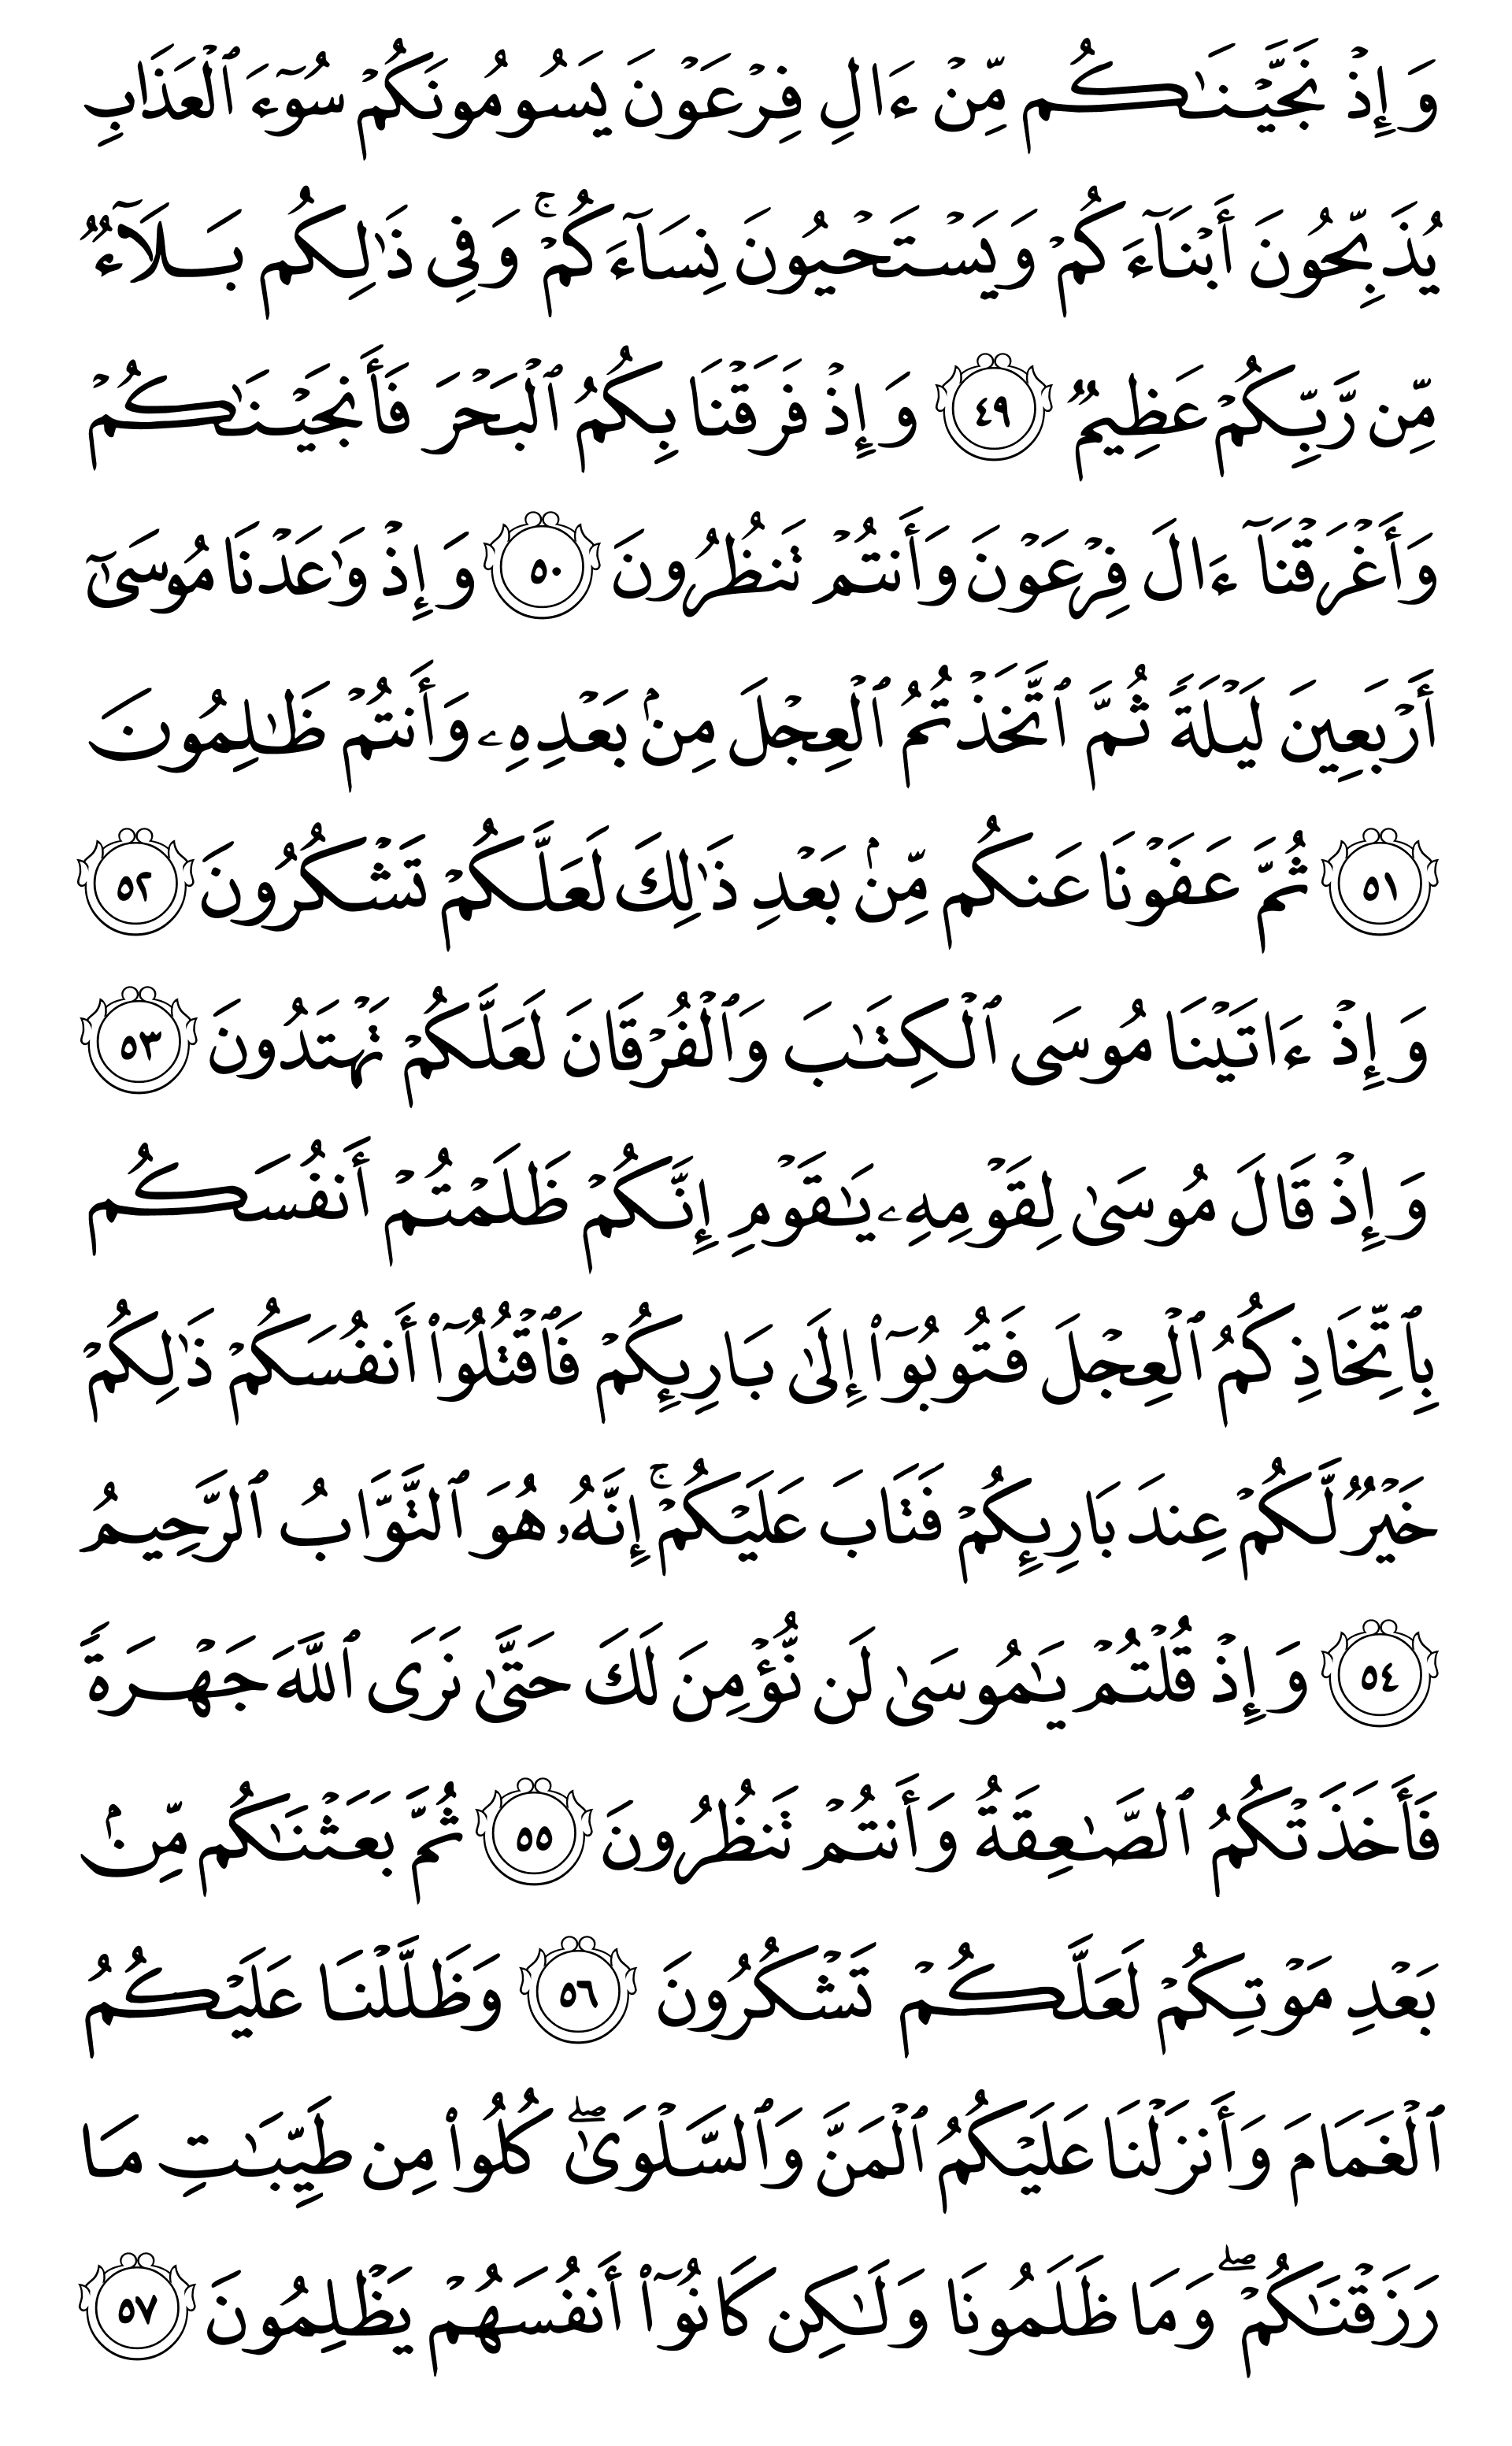 وَإِذۡ نَجَّيۡنَٰكُم مِّنۡ ءَالِ فِرۡعَوۡنَ يَسُومُونَكُمۡ سُوٓءَ ٱلۡعَذَابِ
يُذَبِّحُونَ أَبۡنَآءَكُمۡ وَيَسۡتَحۡيُونَ نِسَآءَكُمۡۚ وَفِي ذَٰلِكُم بَلَآءٞ
مِّن رَّبِّكُمۡ عَظِيمٞ ٤٩ وَإِذۡ فَرَقۡنَا بِكُمُ ٱلۡبَحۡرَ فَأَنجَيۡنَٰكُمۡ
وَأَغۡرَقۡنَآ ءَالَ فِرۡعَوۡنَ وَأَنتُمۡ تَنظُرُونَ ٥٠ وَإِذۡ وَٰعَدۡنَا مُوسَىٰٓ
أَرۡبَعِينَ لَيۡلَةٗ ثُمَّ ٱتَّخَذۡتُمُ ٱلۡعِجۡلَ مِنۢ بَعۡدِهِۦ وَأَنتُمۡ ظَٰلِمُونَ
٥١ ثُمَّ عَفَوۡنَا عَنكُم مِّنۢ بَعۡدِ ذَٰلِكَ لَعَلَّكُمۡ تَشۡكُرُونَ ٥٢
وَإِذۡ ءَاتَيۡنَا مُوسَى ٱلۡكِتَٰبَ وَٱلۡفُرۡقَانَ لَعَلَّكُمۡ تَهۡتَدُونَ ٥٣
وَإِذۡ قَالَ مُوسَىٰ لِقَوۡمِهِۦ يَٰقَوۡمِ إِنَّكُمۡ ظَلَمۡتُمۡ أَنفُسَكُم
بِٱتِّخَاذِكُمُ ٱلۡعِجۡلَ فَتُوبُوٓاْ إِلَىٰ بَارِئِكُمۡ فَٱقۡتُلُوٓاْ أَنفُسَكُمۡ ذَٰلِكُمۡ
خَيۡرٞ لَّكُمۡ عِندَ بَارِئِكُمۡ فَتَابَ عَلَيۡكُمۡۚ إِنَّهُۥ هُوَ ٱلتَّوَّابُ ٱلرَّحِيمُ
٥٤ وَإِذۡ قُلۡتُمۡ يَٰمُوسَىٰ لَن نُّؤۡمِنَ لَكَ حَتَّىٰ نَرَى ٱللَّهَ جَهۡرَةٗ
فَأَخَذَتۡكُمُ ٱلصَّٰعِقَةُ وَأَنتُمۡ تَنظُرُونَ ٥٥ ثُمَّ بَعَثۡنَٰكُم مِّنۢ
بَعۡدِ مَوۡتِكُمۡ لَعَلَّكُمۡ تَشۡكُرُونَ ٥٦ وَظَلَّلۡنَا عَلَيۡكُمُ
ٱلۡغَمَامَ وَأَنزَلۡنَا عَلَيۡكُمُ ٱلۡمَنَّ وَٱلسَّلۡوَىٰۖ كُلُواْ مِن طَيِّبَٰتِ مَا
رَزَقۡنَٰكُمۡۖ وَمَا ظَلَمُونَا وَلَٰكِن كَانُوٓاْ أَنفُسَهُمۡ يَظۡلِمُونَ ٥٧